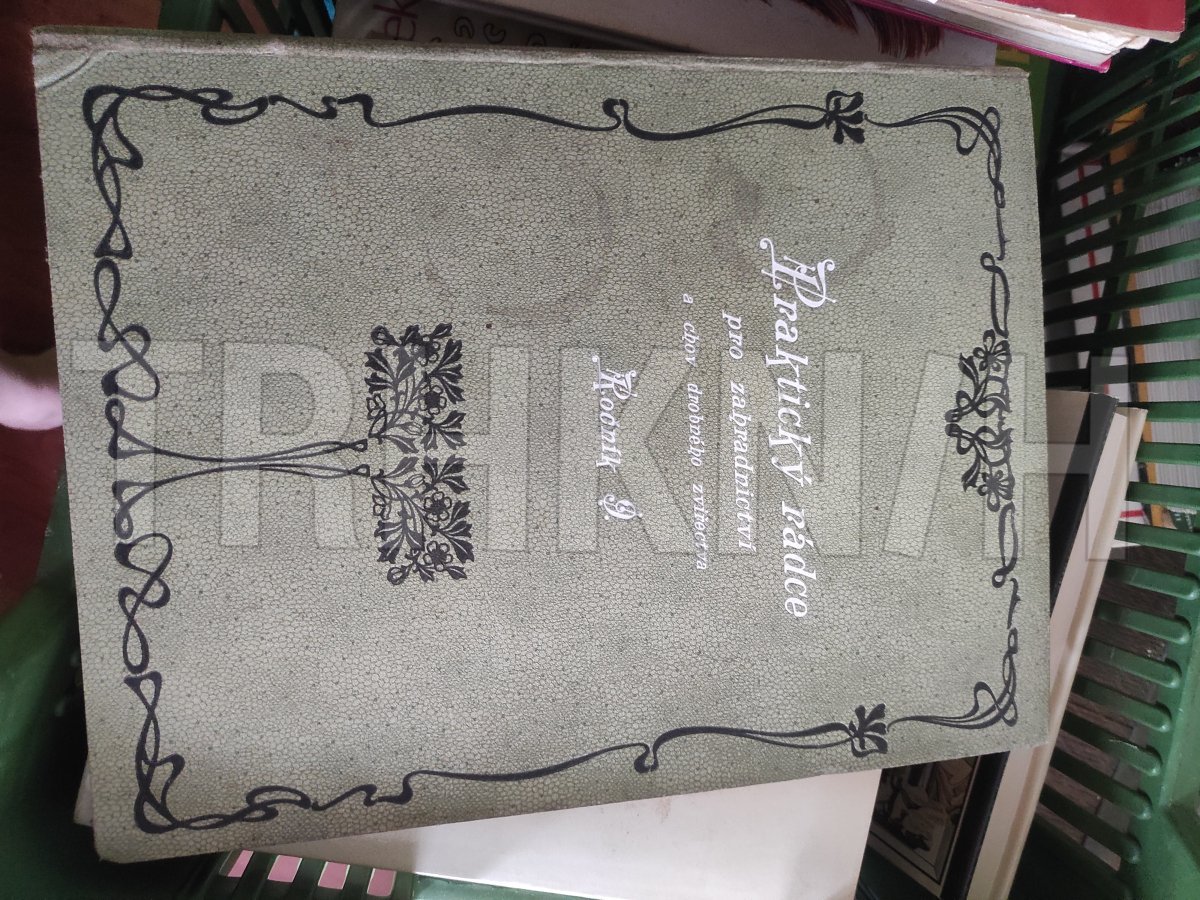 Praktický rádce
pro zahradnictví
a chov drobného zvířectva
Ročník 9.
TRHKNIH